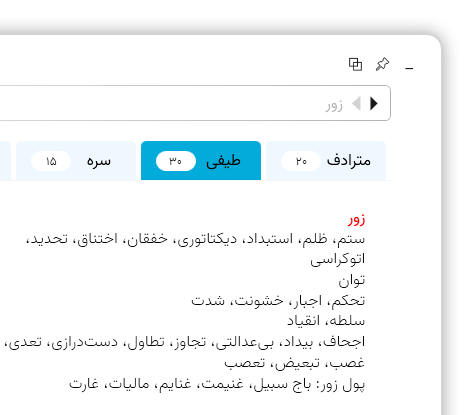 زور
مترادف ۲۰
طیفی ۳۰
سره ۱۵
زور
ستم، ظلم، استبداد، دیکتاتوری، خفقان، اختناق، تحدید،
اتوکراسی
توان
تحکم، اجبار، خشونت، شدت
سلطه، انقیاد
اجحاف، بیداد، بی‌عدالتی، تجاوز، تطاول، دست‌درازی، تعدی،
غصب، تبعیض، تعصب
پول زور: باج سبیل، غنیمت، غنایم، مالیات، غارت